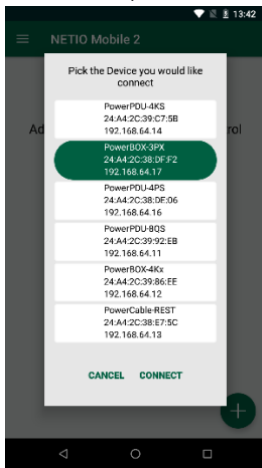 13:42
NETIO Mobile 2
Pick the Device you would like
connect
Ad
rol
PowerPDU-4KS
24:A4:2C:39:C7:5B
192.168.64.14
PowerBOX-3PX
24:A4:2C:38:DF:F2
192.168.64.17
PowerPDU-4PS
24:A4:2C:38:DE:06
192.168.64.16
PowerPDU-8QS
24:A4:2C:39:92:EB
192.168.64.11
PowerBOX-4Kx
24:A4:2C:39:86:EE
192.168.64.12
PowerCable-REST
24:A4:2C:38:E7:5C
192.168.64.13
CANCEL CONNECT